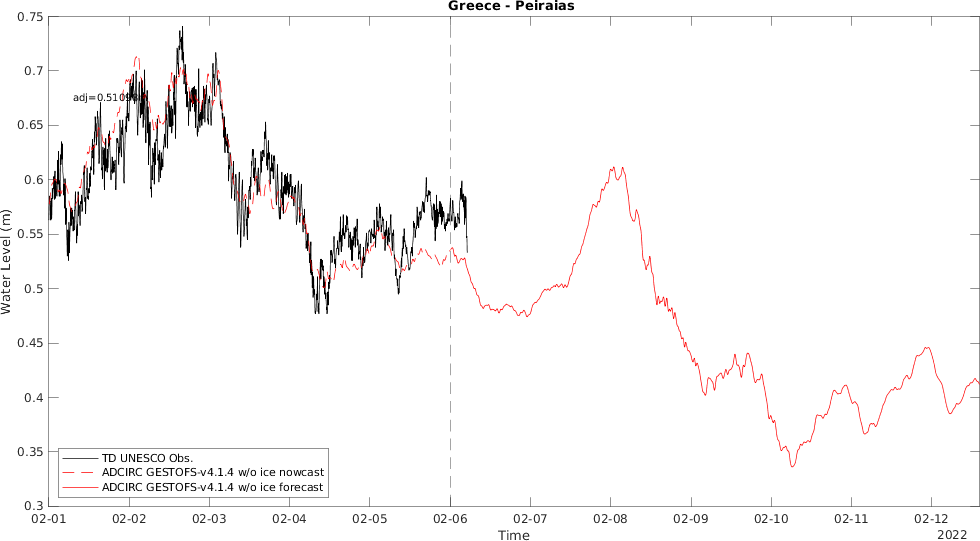 Greece - Peiraias
0.75
0.7
0.65
0.6
0.55
0.5
0.45
0.4
0.35
0.3
Water Level (m)
TD UNESCO Obs.
ADCIRC GESTOFS-v4.1.4 w/o ice nowcast
ADCIRC GESTOFS-v4.1.4 w/o ice forecast
02-01 02-02 02-03 02-04 02-05 02-06 02-07 02-08 02-09 02-10 02-11 02-12
Time
2022